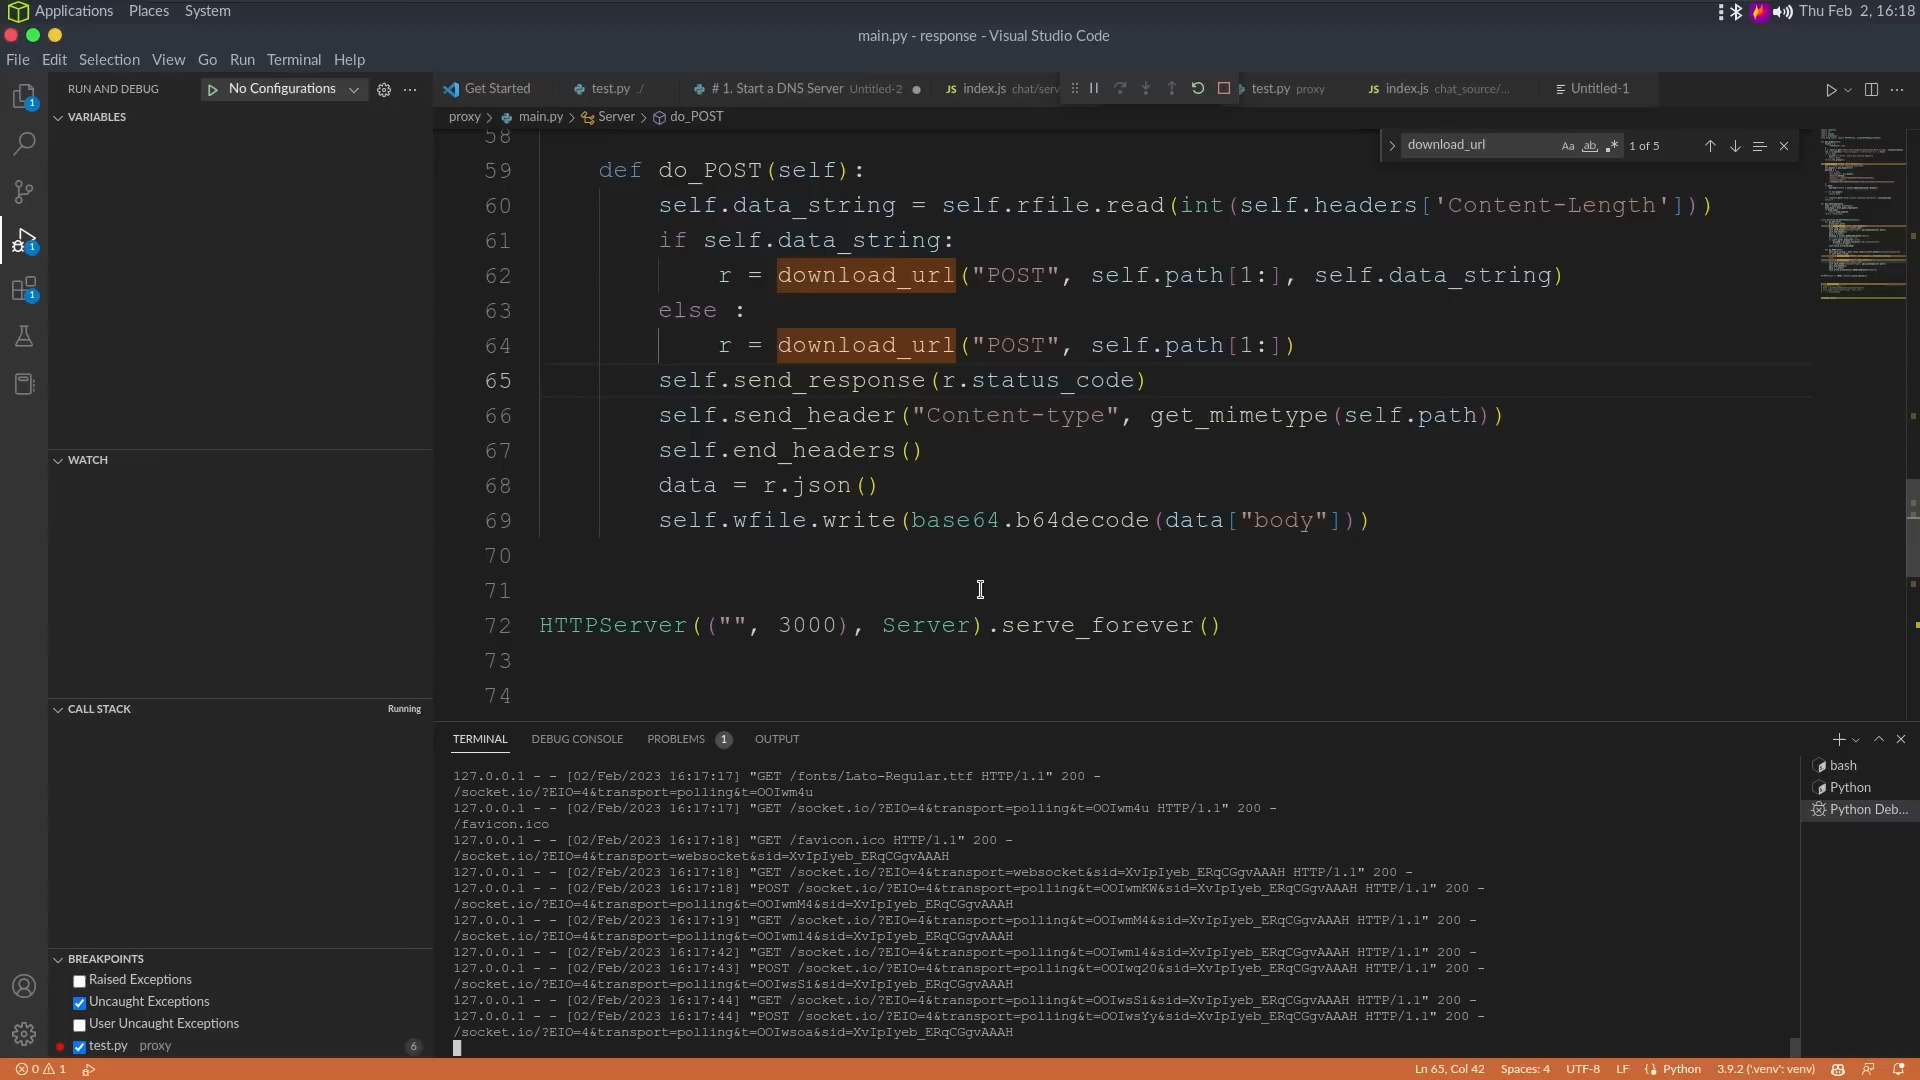 Applications Places System Thu Feb 2, 16:18
main.py - response - Visual Studio Code
File Edit Selection View Go Run Terminal Help
RUN AND DEBUG No Configurations
Get Started test.py ./ # 1. Start a DNS Server Untitled-2 index.js chat/serv test.py proxy index.js chat_source/... Untitled-1
proxy main.py Server do_POST
download_url Aa ab 1 of 5
VARIABLES
WATCH
CALL STACK Running
BREAKPOINTS
Raised Exceptions
Uncaught Exceptions
User Uncaught Exceptions
test.py proxy 6
58
59 def do_POST(self):
60 self.data_string = self.rfile.read(int(self.headers['Content-Length']))
61 if self.data_string:
62 r = download_url("POST", self.path[1:], self.data_string)
63 else :
64 r = download_url("POST", self.path[1:])
65 self.send_response(r.status_code)
66 self.send_header("Content-type", get_mimetype(self.path))
67 self.end_headers()
68 data = r.json()
69 self.wfile.write(base64.b64decode(data["body"]))
70
71
72 HTTPServer(("", 3000), Server).serve_forever()
73
74
TERMINAL DEBUG CONSOLE PROBLEMS 1 OUTPUT
127.0.0.1 - - [02/Feb/2023 16:17:17] "GET /fonts/Lato-Regular.ttf HTTP/1.1" 200 -
/socket.io/?EIO=4&transport=polling&t=OOIwm4u
127.0.0.1 - - [02/Feb/2023 16:17:17] "GET /socket.io/?EIO=4&transport=polling&t=OOIwm4u HTTP/1.1" 200 -
/favicon.ico
127.0.0.1 - - [02/Feb/2023 16:17:18] "GET /favicon.ico HTTP/1.1" 200 -
/socket.io/?EIO=4&transport=websocket&sid=XvIpIyeb_ERqCGgvAAAH
127.0.0.1 - - [02/Feb/2023 16:17:18] "GET /socket.io/?EIO=4&transport=websocket&sid=XvIpIyeb_ERqCGgvAAAH HTTP/1.1" 200 -
127.0.0.1 - - [02/Feb/2023 16:17:18] "POST /socket.io/?EIO=4&transport=polling&t=OOIwmKW&sid=XvIpIyeb_ERqCGgvAAAH HTTP/1.1" 200 -
/socket.io/?EIO=4&transport=polling&t=OOIwmM4&sid=XvIpIyeb_ERqCGgvAAAH
127.0.0.1 - - [02/Feb/2023 16:17:19] "GET /socket.io/?EIO=4&transport=polling&t=OOIwmM4&sid=XvIpIyeb_ERqCGgvAAAH HTTP/1.1" 200 -
/socket.io/?EIO=4&transport=polling&t=OOIwml4&sid=XvIpIyeb_ERqCGgvAAAH
127.0.0.1 - - [02/Feb/2023 16:17:42] "GET /socket.io/?EIO=4&transport=polling&t=OOIwml4&sid=XvIpIyeb_ERqCGgvAAAH HTTP/1.1" 200 -
127.0.0.1 - - [02/Feb/2023 16:17:43] "POST /socket.io/?EIO=4&transport=polling&t=OOIwq20&sid=XvIpIyeb_ERqCGgvAAAH HTTP/1.1" 200 -
/socket.io/?EIO=4&transport=polling&t=OOIwsSi&sid=XvIpIyeb_ERqCGgvAAAH
127.0.0.1 - - [02/Feb/2023 16:17:44] "GET /socket.io/?EIO=4&transport=polling&t=OOIwsSi&sid=XvIpIyeb_ERqCGgvAAAH HTTP/1.1" 200 -
127.0.0.1 - - [02/Feb/2023 16:17:44] "POST /socket.io/?EIO=4&transport=polling&t=OOIwsYy&sid=XvIpIyeb_ERqCGgvAAAH HTTP/1.1" 200 -
/socket.io/?EIO=4&transport=polling&t=OOIwsoa&sid=XvIpIyeb_ERqCGgvAAAH
bash
Python
Python Deb...
0 1 Ln 65, Col 42 Spaces: 4 UTF-8 LF Python 3.9.2 ('.venv': venv)